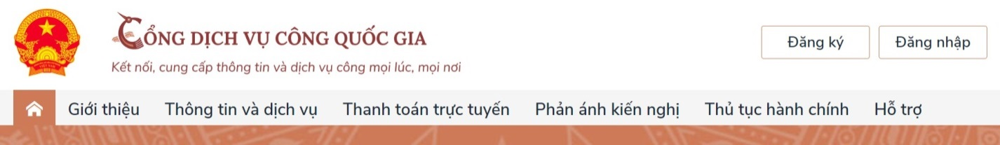 CỔNG DỊCH VỤ CÔNG QUỐC GIA
Kết nối, cung cấp thông tin và dịch vụ công mọi lúc, mọi nơi
Đăng ký
Đăng nhập
Giới thiệu
Thông tin và dịch vụ
Thanh toán trực tuyến
Phản ánh kiến nghị
Thủ tục hành chính
Hỗ trợ